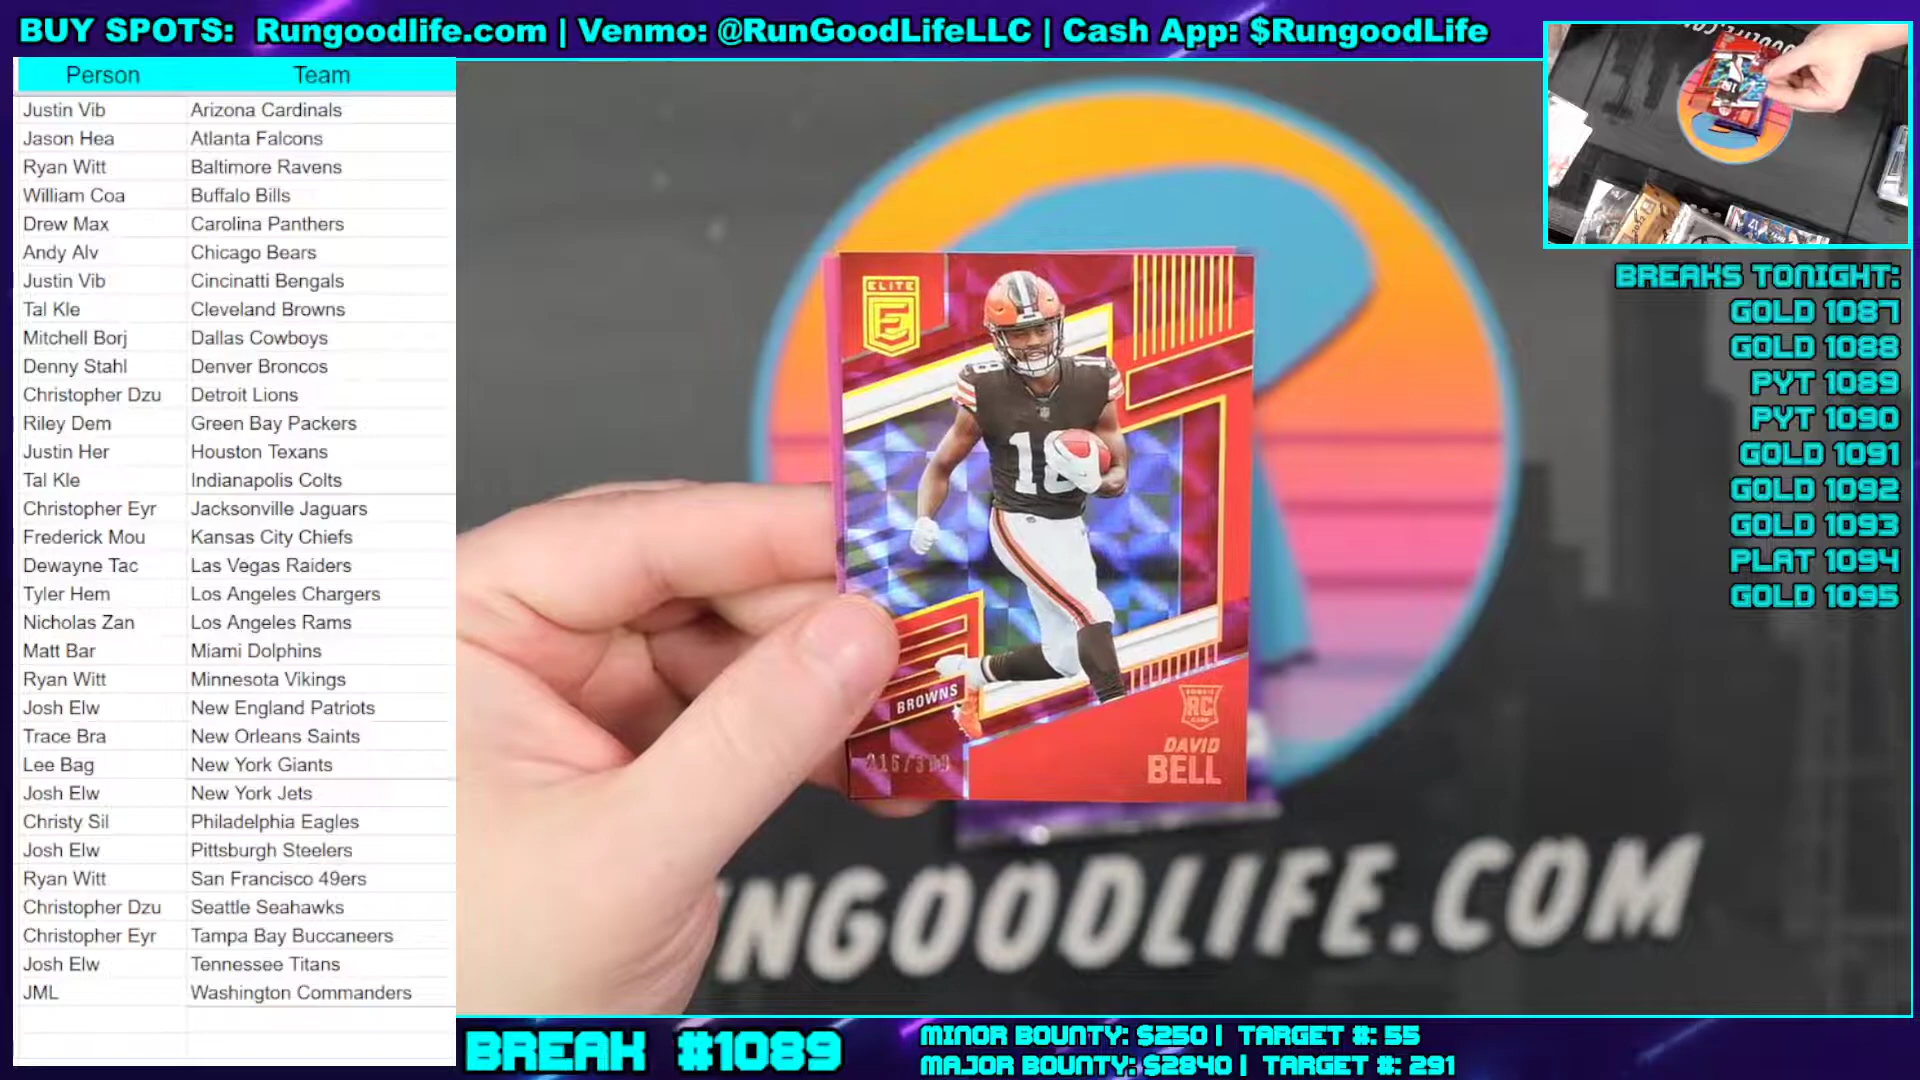 BUY SPOTS: Rungoodlife.com | Venmo: @RunGoodLifeLLC | Cash App: $RungoodLife
Person Team
Justin Vib Arizona Cardinals
Jason Hea Atlanta Falcons
Ryan Witt Baltimore Ravens
William Coa Buffalo Bills
Drew Max Carolina Panthers
Andy Alv Chicago Bears
Justin Vib Cincinatti Bengals
Tal Kle Cleveland Browns
Mitchell Borj Dallas Cowboys
Denny Stahl Denver Broncos
Christopher Dzu Detroit Lions
Riley Dem Green Bay Packers
Justin Her Houston Texans
Tal Kle Indianapolis Colts
Christopher Eyr Jacksonville Jaguars
Frederick Mou Kansas City Chiefs
Dewayne Tac Las Vegas Raiders
Tyler Hem Los Angeles Chargers
Nicholas Zan Los Angeles Rams
Matt Bar Miami Dolphins
Ryan Witt Minnesota Vikings
Josh Elw New England Patriots
Trace Bra New Orleans Saints
Lee Bag New York Giants
Josh Elw New York Jets
Christy Sil Philadelphia Eagles
Josh Elw Pittsburgh Steelers
Ryan Witt San Francisco 49ers
Christopher Dzu Seattle Seahawks
Christopher Eyr Tampa Bay Buccaneers
Josh Elw Tennessee Titans
JML Washington Commanders
ELITE
E
18
18
BROWNS
RC
DAVID
BELL
NGOODLIFE.COM
BREAKS TONIGHT:
GOLD 1087
GOLD 1088
PYT 1089
PYT 1090
GOLD 1091
GOLD 1092
GOLD 1093
PLAT 1094
GOLD 1095
BREAK #1089
MINOR BOUNTY: $250 | TARGET #: 55
MAJOR BOUNTY: $2840 | TARGET #: 291